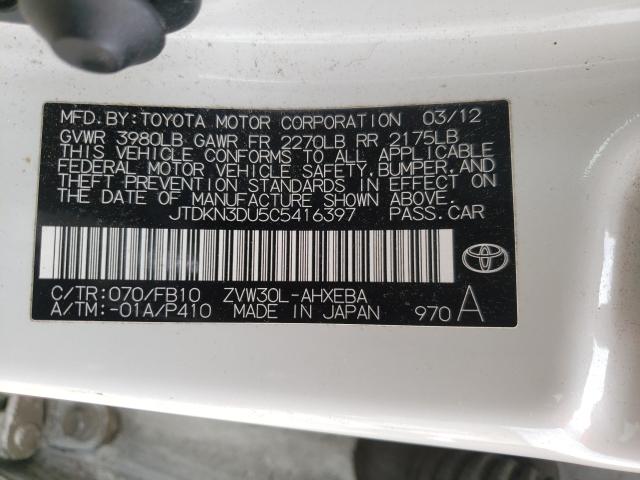 MFD.BY:TOYOTA MOTOR CORPORATION 03/12
GVWR 3980LB GAWR FR 2270LB RR 2175LB
THIS VEHICLE CONFORMS TO ALL APPLICABLE
FEDERAL MOTOR VEHICLE SAFETY,BUMPER,AND
THEFT PREVENTION STANDARDS IN EFFECT ON
THE DATE OF MANUFACTURE SHOWN ABOVE.
JTDKN3DU5C5416397 PASS.CAR
C/TR:070/FB10 ZVW30L-AHXEBA
A/TM:-01A/P410 MADE IN JAPAN 970 A